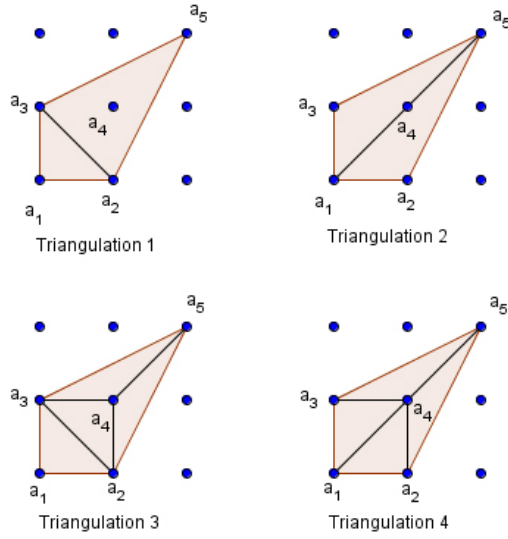 a5 a5
a3 a3
a4 a4
a1 a2 a1 a2
Triangulation 1 Triangulation 2
a5 a5
a3 a3
a4 a4
a1 a2 a1 a2
Triangulation 3 Triangulation 4